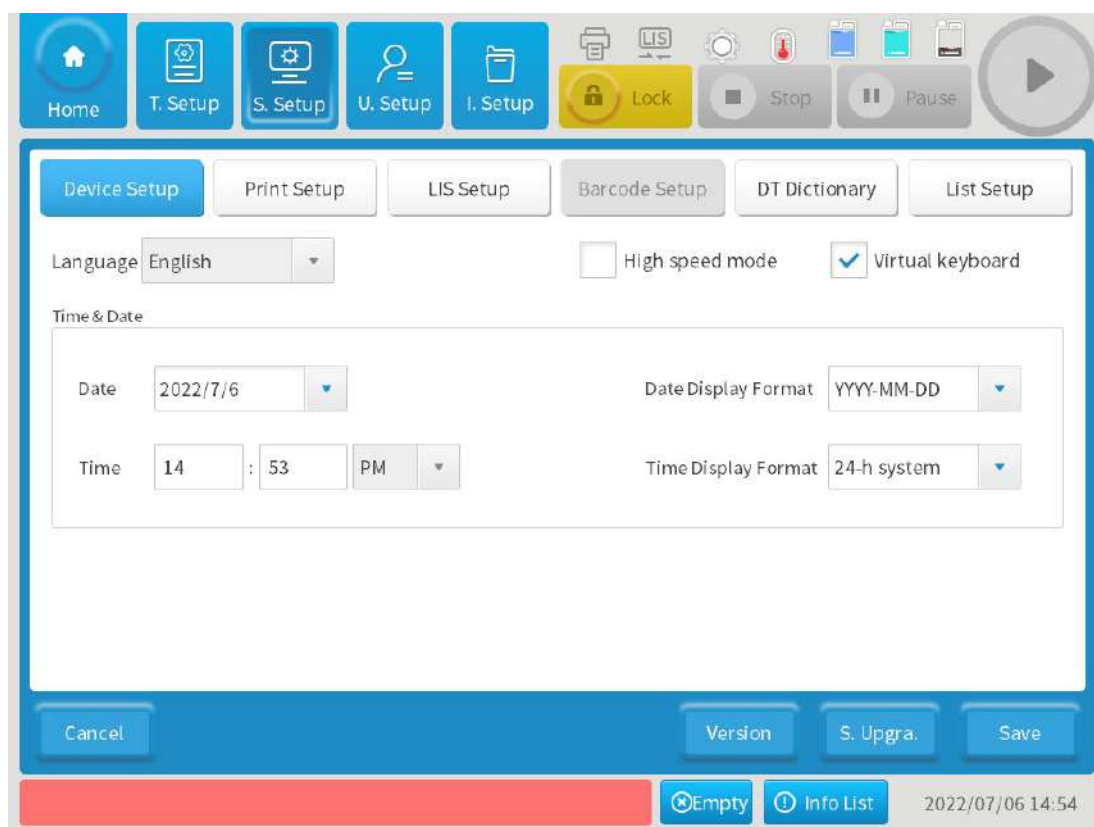 LIS
Home
T. Setup
S. Setup
U. Setup
I. Setup
Lock
Stop
Pause
Device Setup
Print Setup
LIS Setup
Barcode Setup
DT Dictionary
List Setup
Language English
High speed mode
Virtual keyboard
Time & Date
Date 2022/7/6
Date Display Format YYYY-MM-DD
Time 14 : 53 PM
Time Display Format 24-h system
Cancel
Version
S. Upgra.
Save
Empty
Info List
2022/07/06 14:54